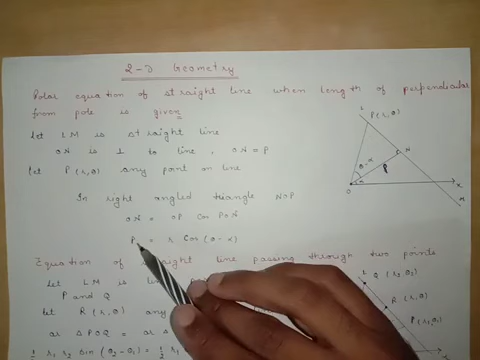 2-D Geometry
Polar equation of straight line when length of perpendicular
from pole is given
Let LM is straight line
ON is ⊥ to line, ON = P
Let P(r, θ) any point on line
In right angled triangle NOP
ON = OP Cos PON
P = r Cos (θ - α)
Equation of straight line passing through two points
Let LM is line
P and Q
Let R (r, θ) any
ar Δ POQ = ar Δ
½ r₁ r₂ sin (θ₂-θ₁) = ½ r₁
L
P(r, θ)
N
θ-α
P
α
O
X
M
L
Q (r₂, θ₂)
R (r, θ)
P(r₁, θ₁)
X